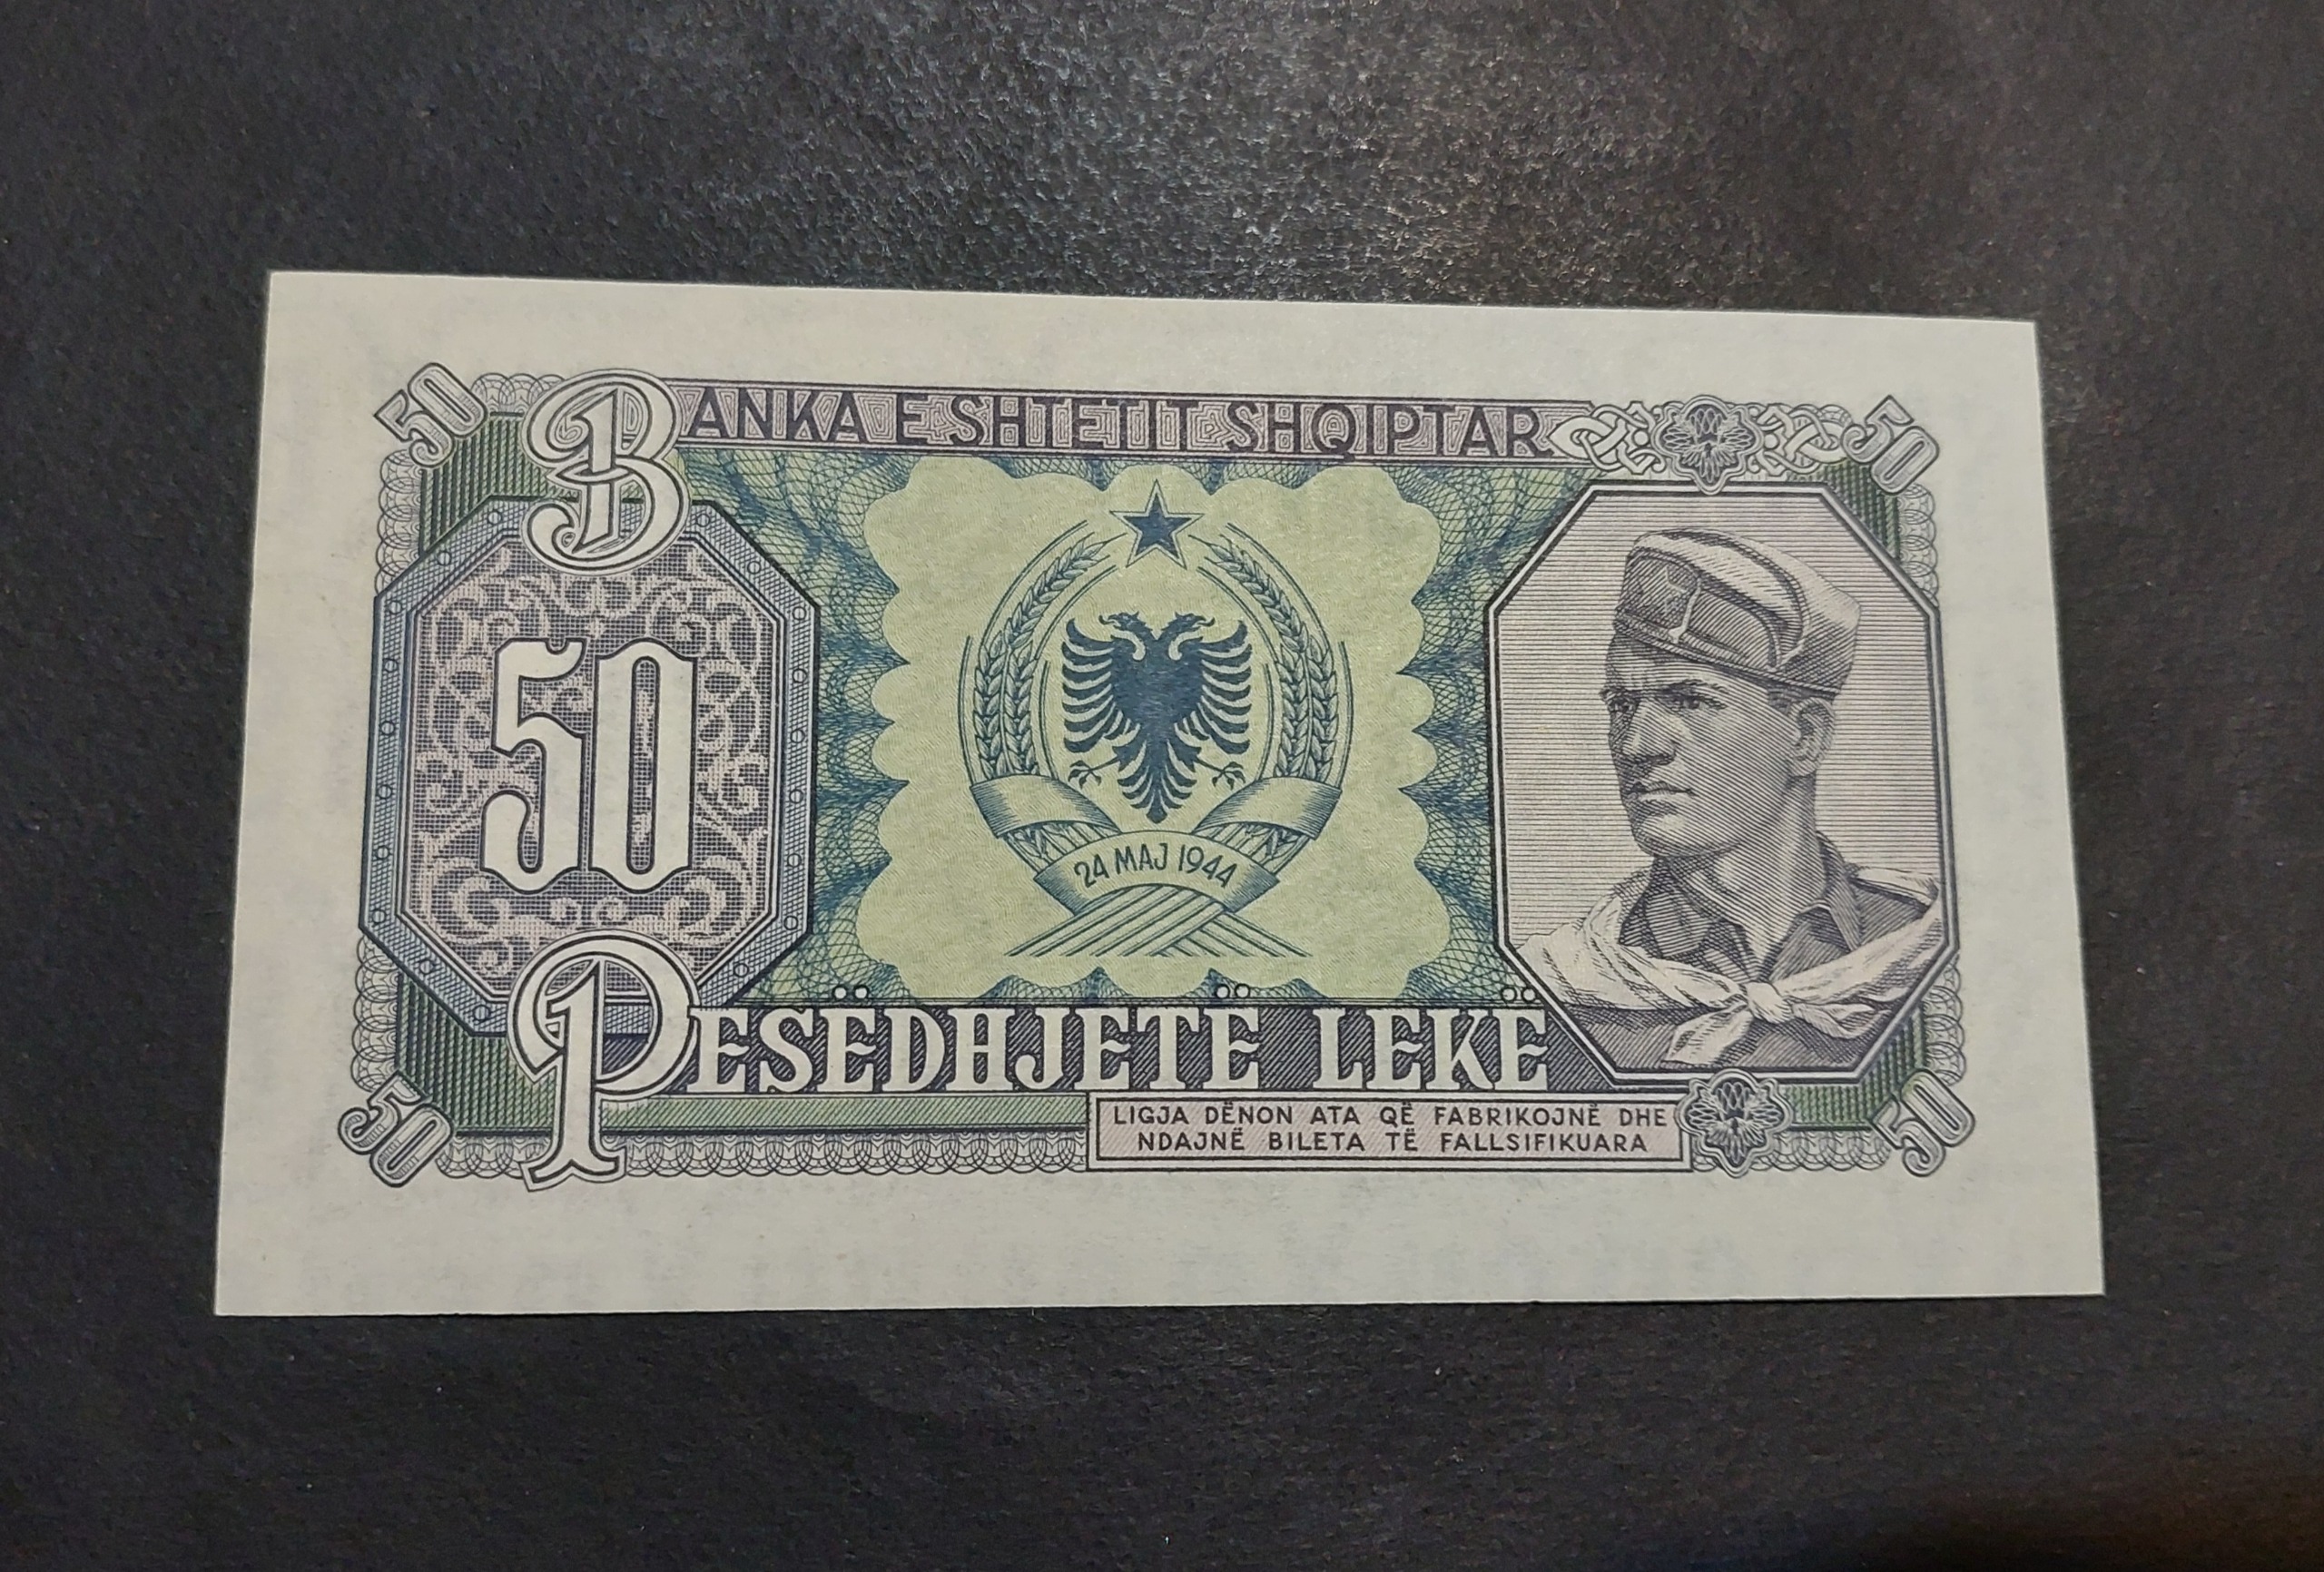 50
BANKA E SHTETIT SHQIPTAR
50
50
24 MAJ 1944
PESËDHJETË LEKË
LIGJA DËNON ATA QË FABRIKOJNË DHE
NDAJNË BILETA TË FALLSIFIKUARA
50
50